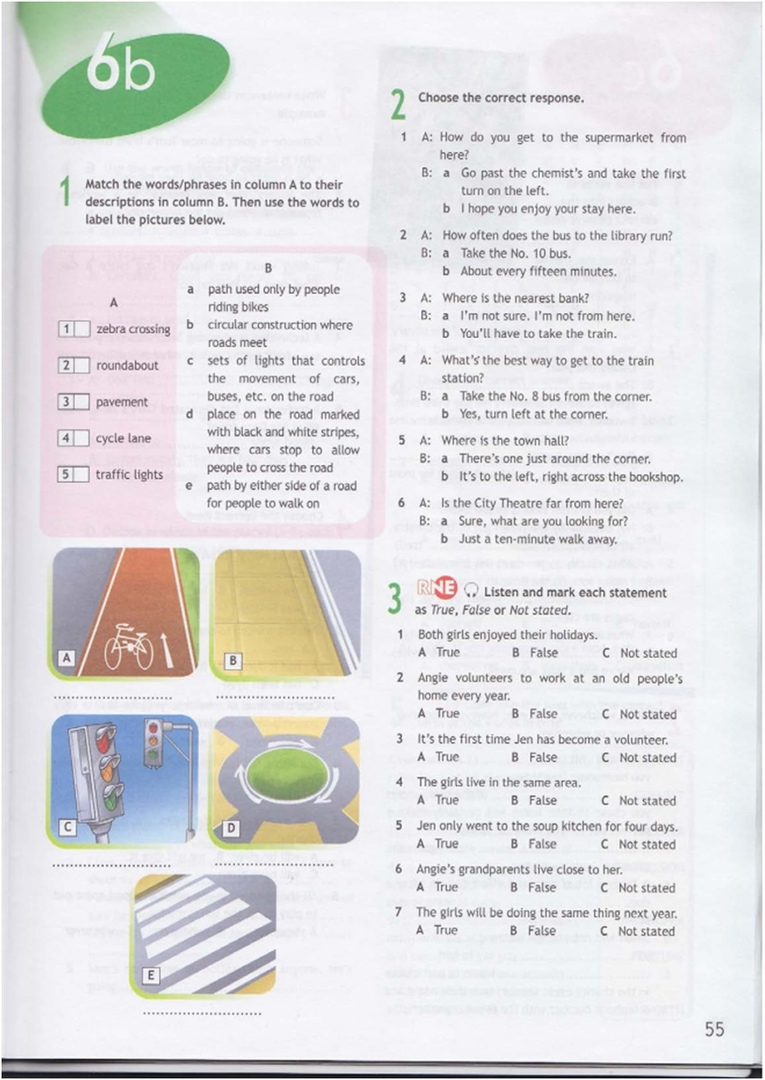 6b
1 Match the words/phrases in column A to their
descriptions in column B. Then use the words to
label the pictures below.
A
1 zebra crossing
2 roundabout
3 pavement
4 cycle lane
5 traffic lights
B
a path used only by people
riding bikes
b circular construction where
roads meet
c sets of lights that controls
the movement of cars,
buses, etc. on the road
d place on the road marked
with black and white stripes,
where cars stop to allow
people to cross the road
e path by either side of a road
for people to walk on
A
B
C
D
E
2 Choose the correct response.
1 A: How do you get to the supermarket from
here?
B: a Go past the chemist's and take the first
turn on the left.
b I hope you enjoy your stay here.
2 A: How often does the bus to the library run?
B: a Take the No. 10 bus.
b About every fifteen minutes.
3 A: Where is the nearest bank?
B: a I'm not sure. I'm not from here.
b You'll have to take the train.
4 A: What's the best way to get to the train
station?
B: a Take the No. 8 bus from the corner.
b Yes, turn left at the corner.
5 A: Where is the town hall?
B: a There's one just around the corner.
b It's to the left, right across the bookshop.
6 A: Is the City Theatre far from here?
B: a Sure, what are you looking for?
b Just a ten-minute walk away.
3 RNE Listen and mark each statement
as True, False or Not stated.
1 Both girls enjoyed their holidays.
A True B False C Not stated
2 Angie volunteers to work at an old people's
home every year.
A True B False C Not stated
3 It's the first time Jen has become a volunteer.
A True B False C Not stated
4 The girls live in the same area.
A True B False C Not stated
5 Jen only went to the soup kitchen for four days.
A True B False C Not stated
6 Angie's grandparents live close to her.
A True B False C Not stated
7 The girls will be doing the same thing next year.
A True B False C Not stated
55